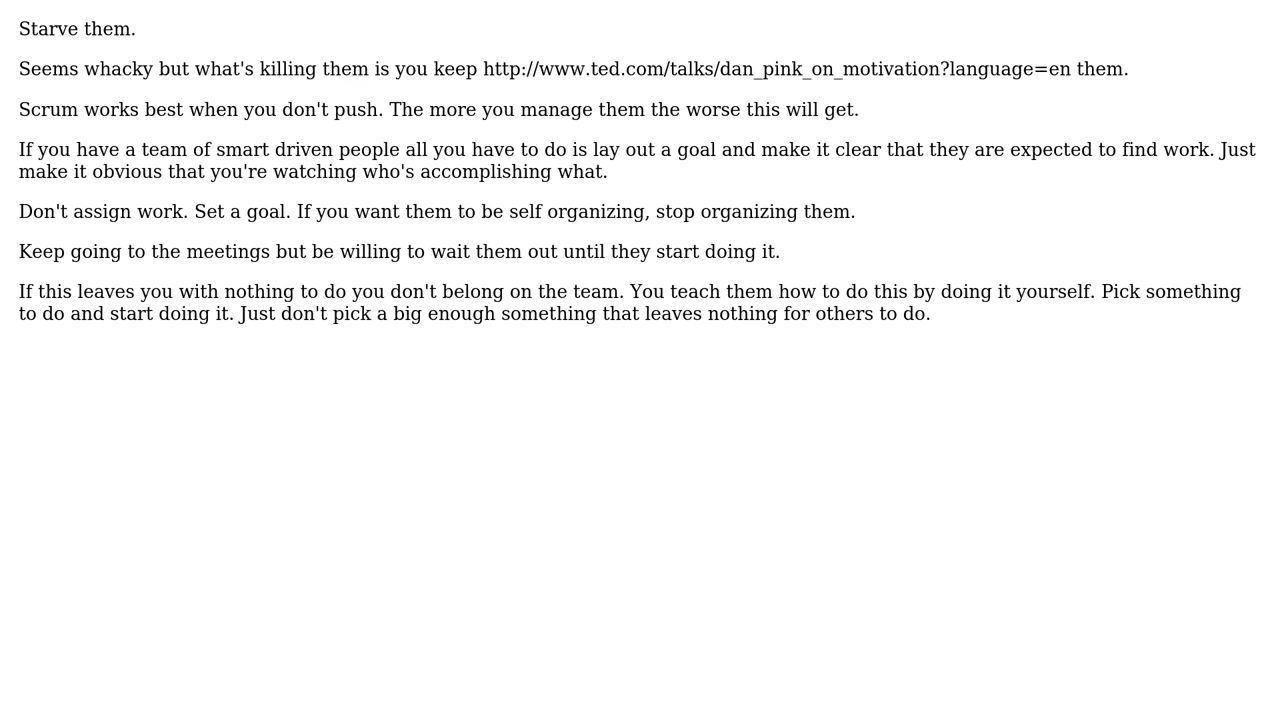 Starve them.
Seems whacky but what's killing them is you keep http://www.ted.com/talks/dan_pink_on_motivation?language=en them.
Scrum works best when you don't push. The more you manage them the worse this will get.
If you have a team of smart driven people all you have to do is lay out a goal and make it clear that they are expected to find work. Just
make it obvious that you're watching who's accomplishing what.
Don't assign work. Set a goal. If you want them to be self organizing, stop organizing them.
Keep going to the meetings but be willing to wait them out until they start doing it.
If this leaves you with nothing to do you don't belong on the team. You teach them how to do this by doing it yourself. Pick something
to do and start doing it. Just don't pick a big enough something that leaves nothing for others to do.